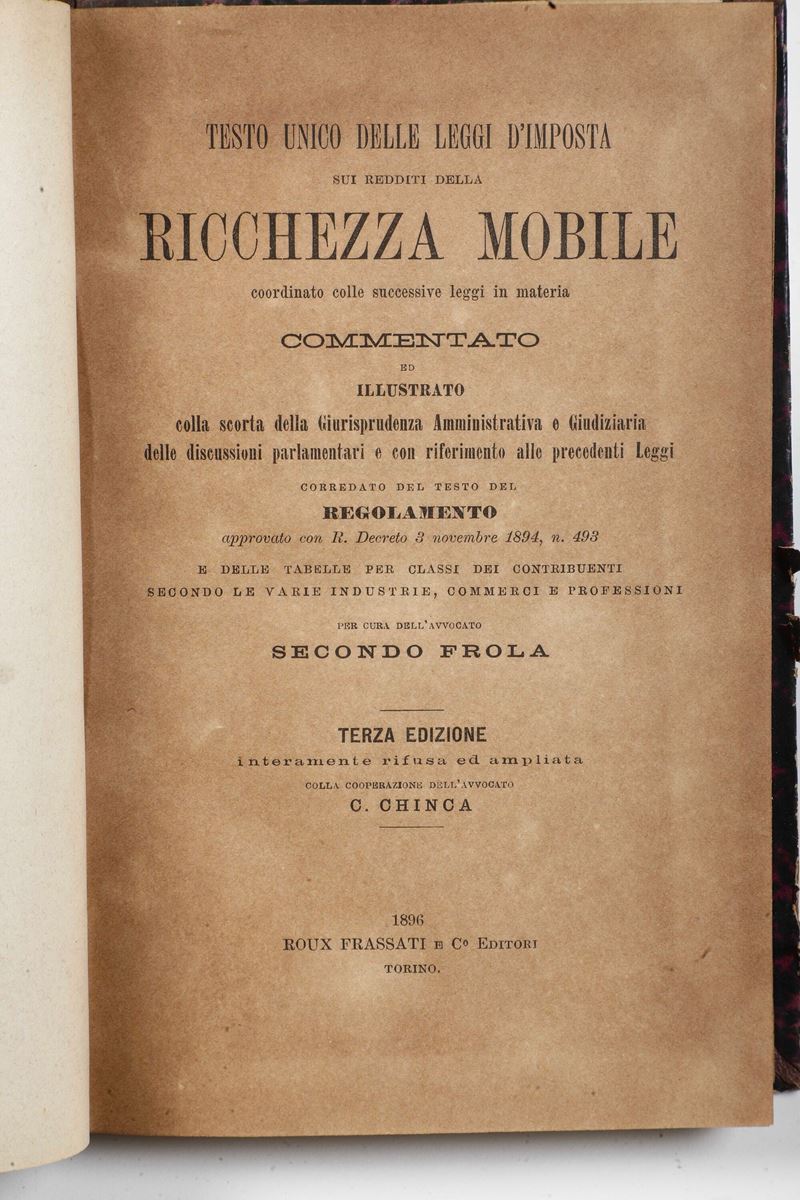 TESTO UNICO DELLE LEGGI D'IMPOSTA
SUI REDDITI DELLA
RICCHEZZA MOBILE
coordinato colle successive leggi in materia
COMMENTATO
ED
ILLUSTRATO
colla scorta della Giurisprudenza Amministrativa e Giudiziaria
delle discussioni parlamentari e con riferimento alle precedenti Leggi
CORREDATO DEL TESTO DEL
REGOLAMENTO
approvato con R. Decreto 3 novembre 1894, n. 493
E DELLE TABELLE PER CLASSI DEI CONTRIBUENTI
SECONDO LE VARIE INDUSTRIE, COMMERCI E PROFESSIONI
PER CURA DELL'AVVOCATO
SECONDO FROLA
TERZA EDIZIONE
interamente rifusa ed ampliata
COLLA COOPERAZIONE DELL'AVVOCATO
C. CHINCA
1896
ROUX FRASSATI E Cº EDITORI
TORINO.